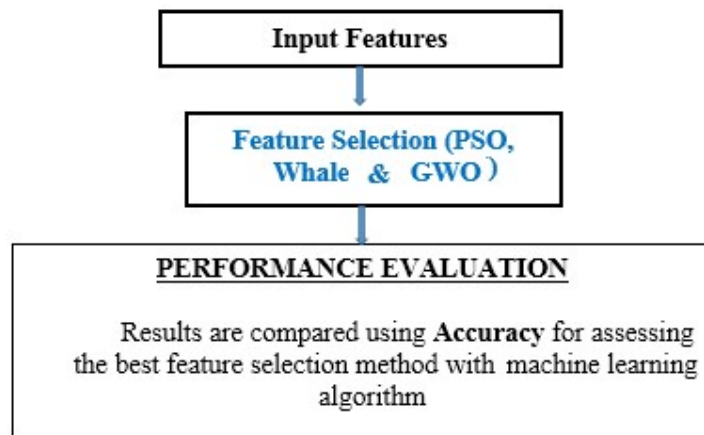 Input Features
Feature Selection (PSO,
Whale & GWO)
PERFORMANCE EVALUATION
Results are compared using Accuracy for assessing
the best feature selection method with machine learning
algorithm